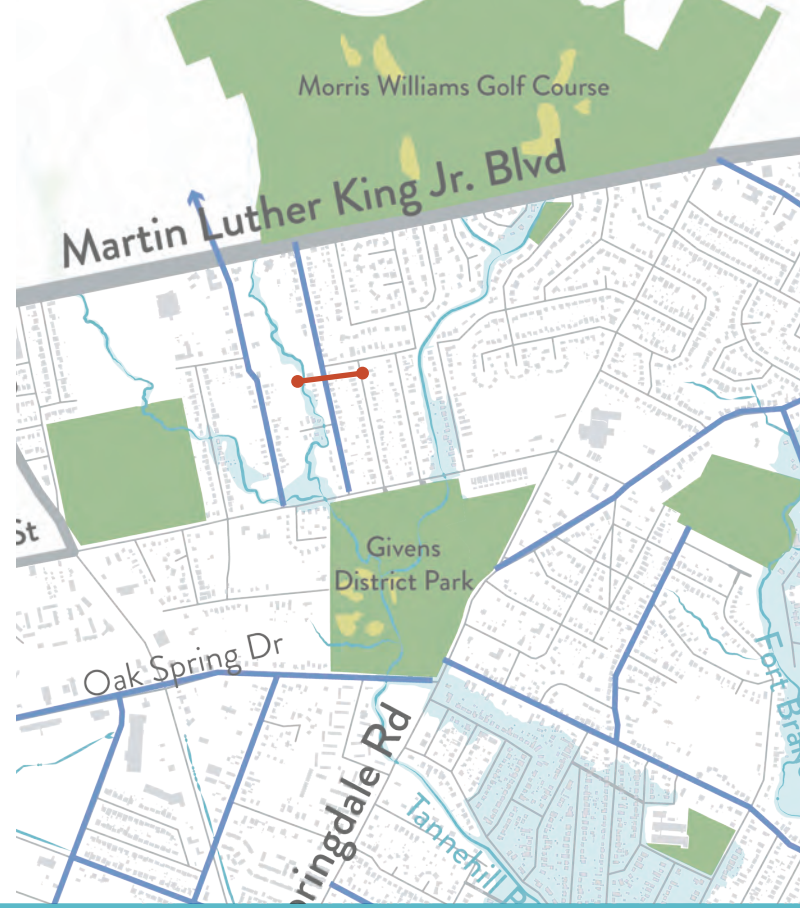 Morris Williams Golf Course
Martin Luther King Jr. Blvd
St
Givens
District Park
Oak Spring Dr
Fort Bra
ringdale Rd
Tannehill